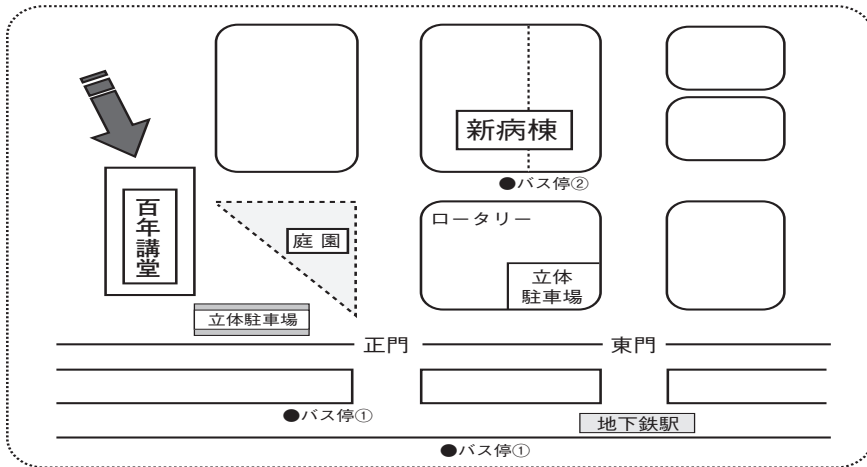 新病棟
●バス停②
百年講堂
庭園
ロータリー
立体
駐車場
立体駐車場
正門
東門
●バス停①
地下鉄駅
●バス停①